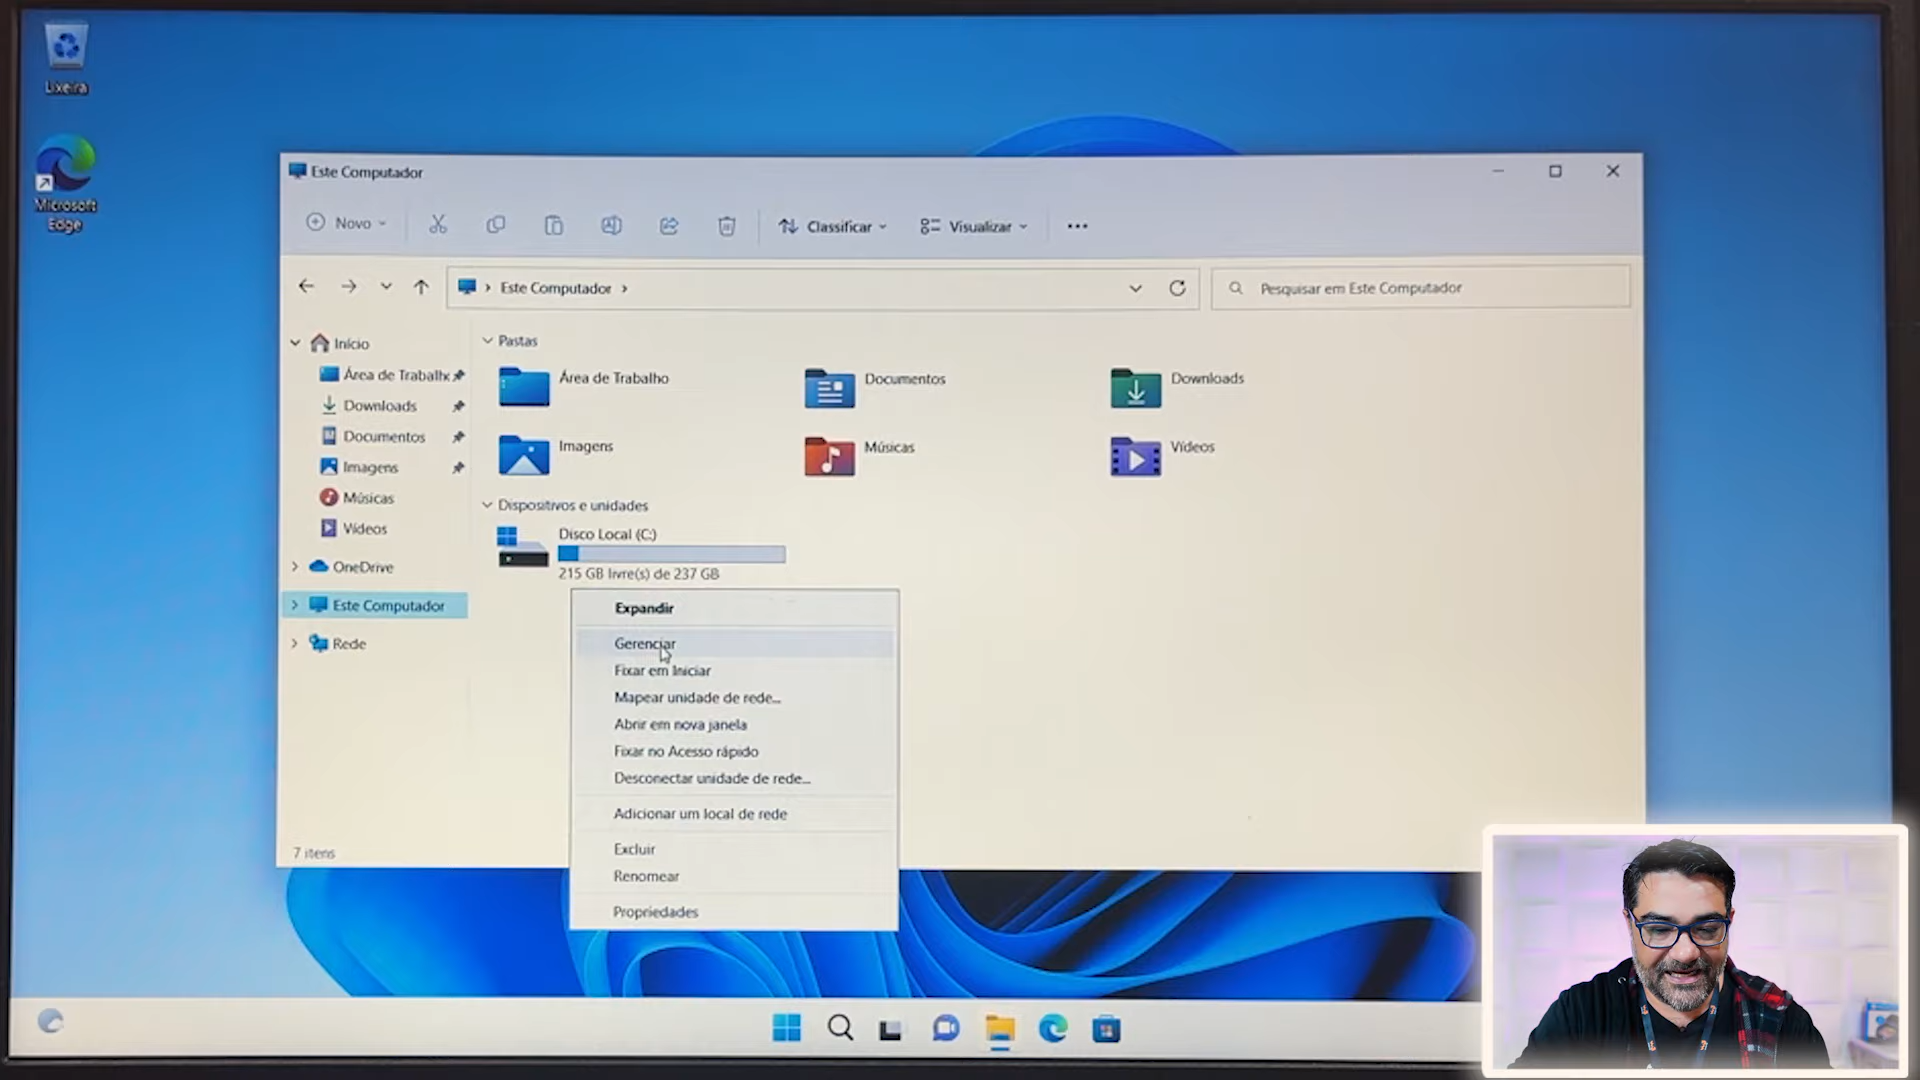 Lixeira
Microsoft
Edge
Este Computador
Novo
Classificar
Visualizar
Este Computador
Pesquisar em Este Computador
Início
Área de Trabalho
Downloads
Documentos
Imagens
Músicas
Vídeos
OneDrive
Este Computador
Rede
Pastas
Área de Trabalho
Documentos
Downloads
Imagens
Músicas
Vídeos
Dispositivos e unidades
Disco Local (C:)
215 GB livre(s) de 237 GB
Expandir
Gerenciar
Fixar em Iniciar
Mapear unidade de rede...
Abrir em nova janela
Fixar no Acesso rápido
Desconectar unidade de rede...
Adicionar um local de rede
Excluir
Renomear
Propriedades
7 itens